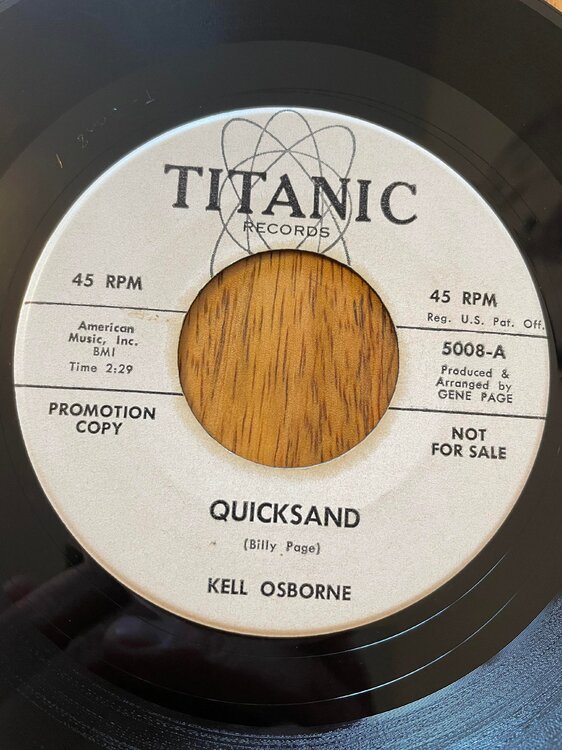 TITANIC
RECORDS
45 RPM
American
Music, Inc.
BMI
Time 2:29
PROMOTION
COPY
45 RPM
Reg. U.S. Pat. Off.
5008-A
Produced &
Arranged by
GENE PAGE
NOT
FOR SALE
QUICKSAND
(Billy Page)
KELL OSBORNE